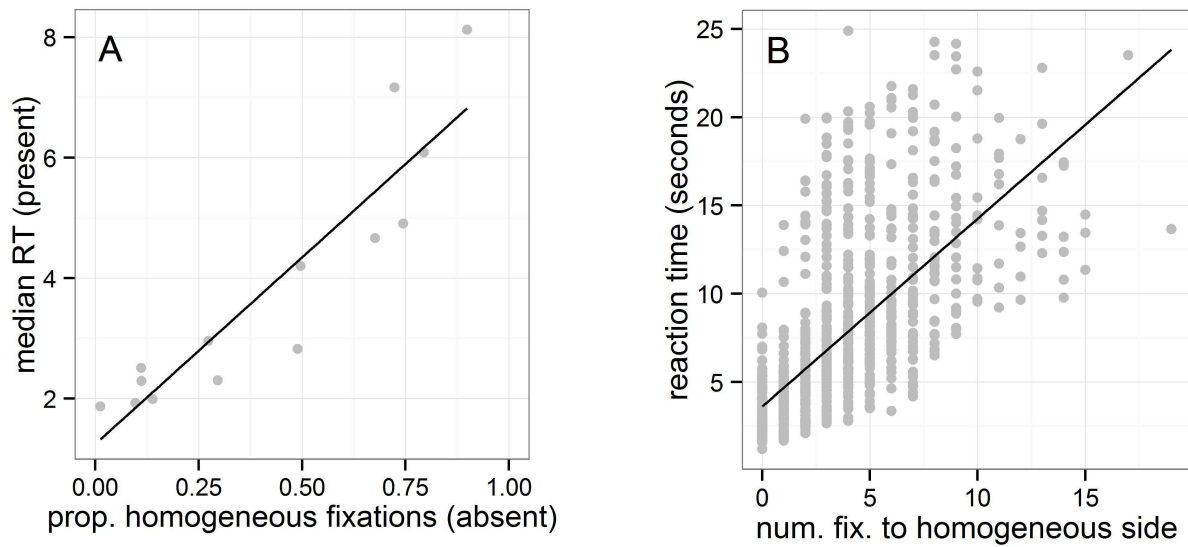 A
median RT (present)
8
6
4
2
0.00 0.25 0.50 0.75 1.00
prop. homogeneous fixations (absent)
B
reaction time (seconds)
25
20
15
10
5
0 5 10 15
num. fix. to homogeneous side